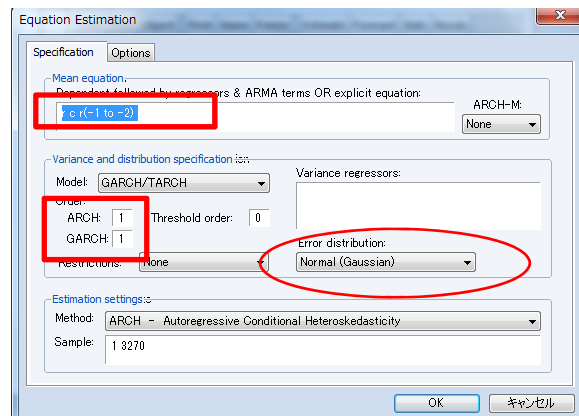 Equation Estimation
Specification Options
Mean equation
Dependent followed by regressors & ARMA terms OR explicit equation:
r c r(-1 to -2)
ARCH-M:
None
Variance and distribution specification
Model: GARCH/TARCH
Variance regressors:
Order:
ARCH: 1 Threshold order: 0
GARCH: 1
Restrictions: None
Error distribution:
Normal (Gaussian)
Estimation settings:
Method: ARCH - Autoregressive Conditional Heteroskedasticity
Sample: 1 3270
OK キャンセル